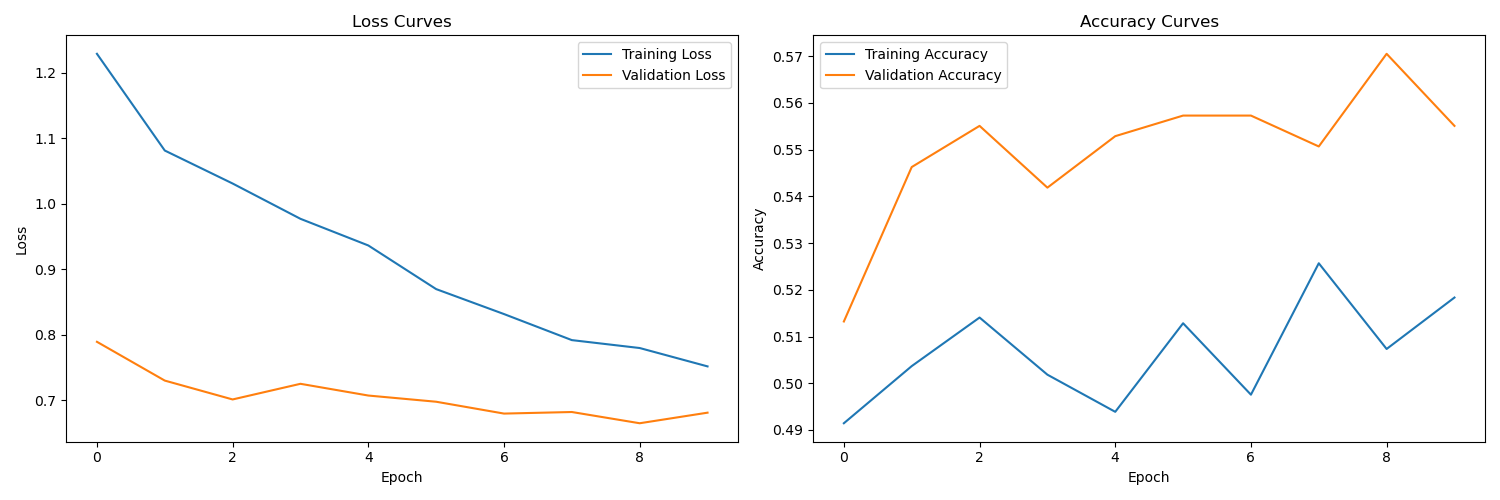 Loss Curves
Training Loss
Validation Loss
1.2
1.1
1.0
0.9
0.8
0.7
Loss
0 2 4 6 8
Epoch
Accuracy Curves
Training Accuracy
Validation Accuracy
0.57
0.56
0.55
0.54
0.53
0.52
0.51
0.50
0.49
Accuracy
0 2 4 6 8
Epoch